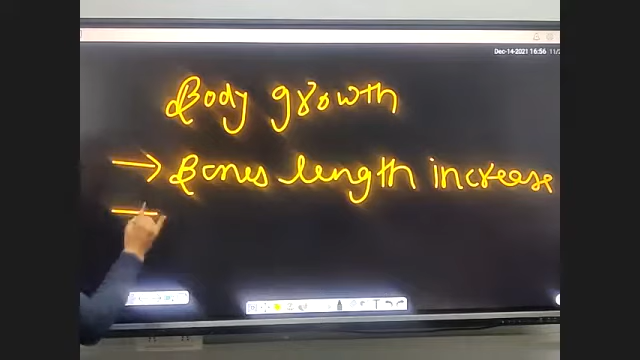 Dec-14-2021 16:56
Body growth
→ Bones length increase